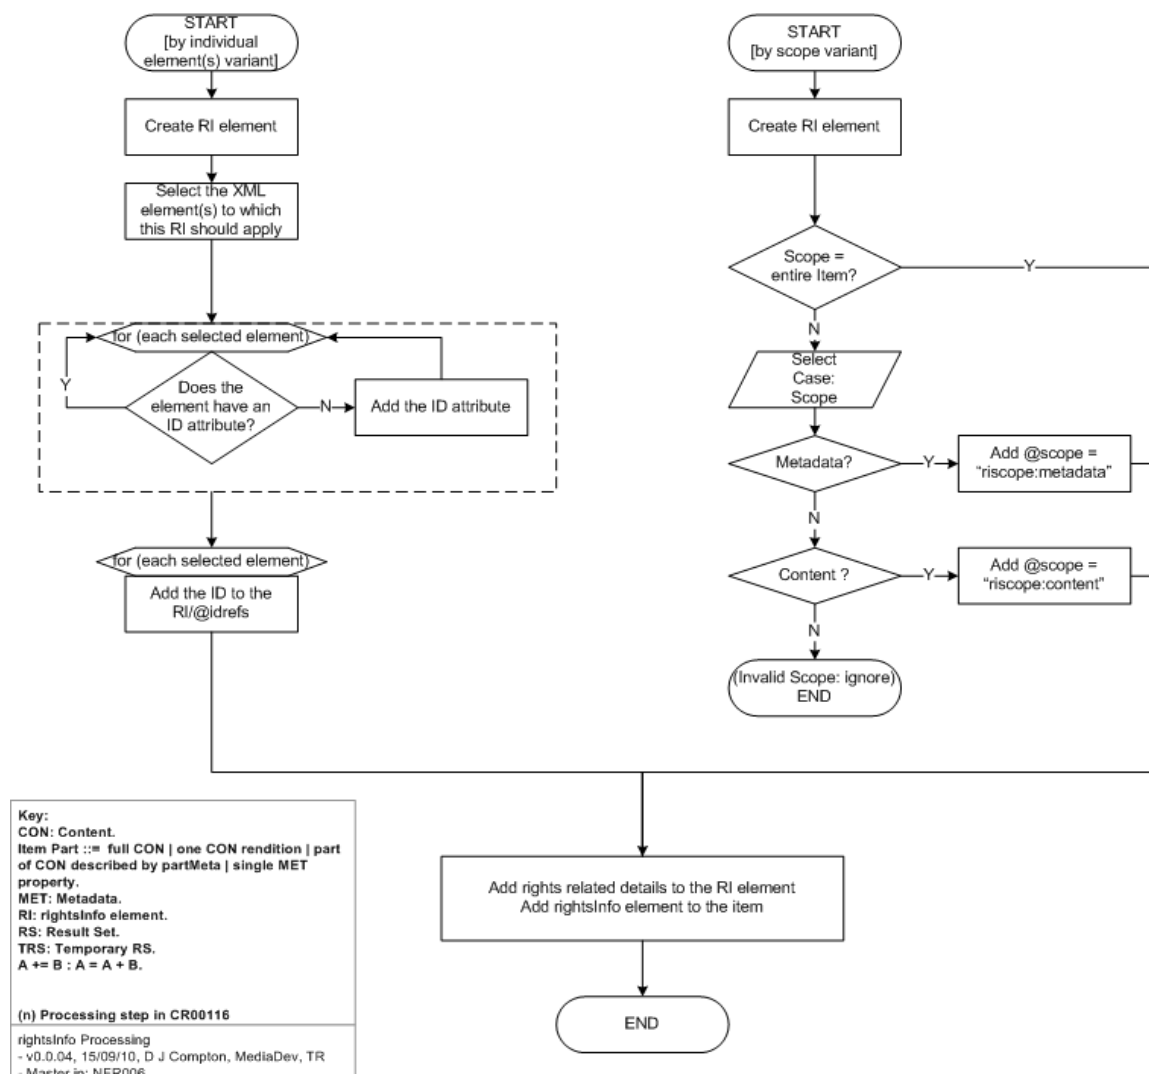 START
[by individual
element(s) variant]
Create RI element
Select the XML
element(s) to which
this RI should apply
for (each selected element)
Y
Does the
element have an
ID attribute?
N
Add the ID attribute
for (each selected element)
Add the ID to the
RI/@idrefs
START
[by scope variant]
Create RI element
Scope =
entire Item?
Y
N
Select
Case:
Scope
Metadata?
Y
Add @scope =
“riscope:metadata”
N
Content ?
Y
Add @scope =
“riscope:content”
N
(Invalid Scope: ignore)
END
Add rights related details to the RI element
Add rightsInfo element to the item
END
Key:
CON: Content.
Item Part ::= full CON | one CON rendition | part
of CON described by partMeta | single MET
property.
MET: Metadata.
RI: rightsInfo element.
RS: Result Set.
TRS: Temporary RS.
A += B : A = A + B.
(n) Processing step in CR00116
rightsInfo Processing
- v0.0.04, 15/09/10, D J Compton, MediaDev, TR
- Master in: NER006